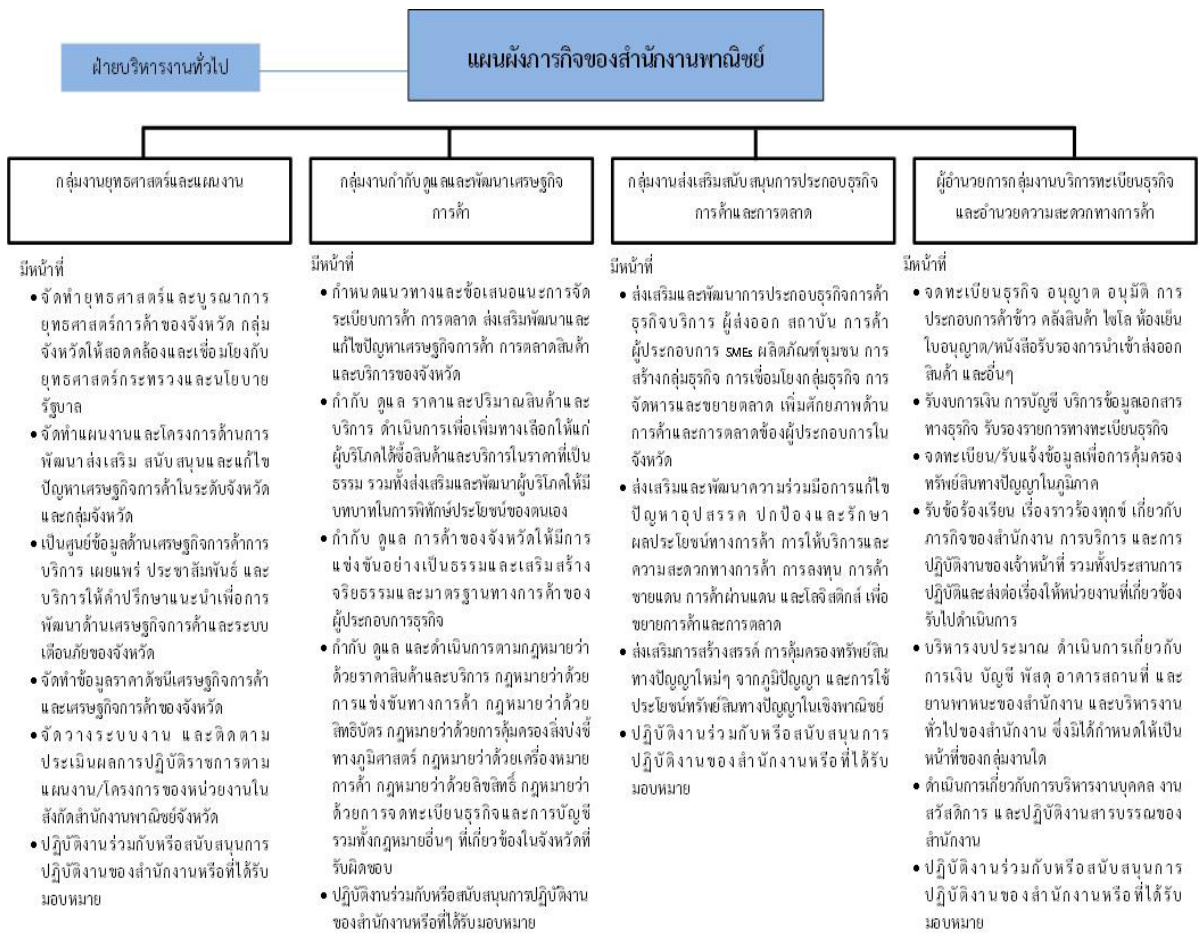 แผนผังภารกิจของสำนักงานพาณิชย์
ฝ่ายบริหารงานทั่วไป
กลุ่มงานยุทธศาสตร์และแผนงาน
มีหน้าที่
• จัดทำยุทธศาสตร์และบูรณาการ
ยุทธศาสตร์การค้าของจังหวัด กลุ่ม
จังหวัดให้สอดคล้องและเชื่อมโยงกับ
ยุทธศาสตร์กระทรวงและนโยบาย
รัฐบาล
• จัดทำแผนงานและโครงการด้านการ
พัฒนาส่งเสริม สนับสนุนและแก้ไข
ปัญหาเศรษฐกิจการค้าในระดับจังหวัด
และกลุ่มจังหวัด
• เป็นศูนย์ข้อมูลด้านเศรษฐกิจการค้าการ
บริการ เผยแพร่ ประชาสัมพันธ์ และ
บริการให้คำปรึกษาแนะนำเพื่อการ
พัฒนาด้านเศรษฐกิจการค้าและระบบ
เตือนภัยของจังหวัด
• จัดทำข้อมูลราคาดัชนีเศรษฐกิจการค้า
และเศรษฐกิจการค้าของจังหวัด
• จัดวางระบบงาน และติดตาม
ประเมินผลการปฏิบัติราชการตาม
แผนงาน/โครงการของหน่วยงานใน
สังกัดสำนักงานพาณิชย์จังหวัด
• ปฏิบัติงานร่วมกับหรือสนับสนุนการ
ปฏิบัติงานของสำนักงานหรือที่ได้รับ
มอบหมาย
กลุ่มงานกำกับดูแลและพัฒนาเศรษฐกิจ
การค้า
มีหน้าที่
• กำหนดแนวทางและข้อเสนอแนะการจัด
ระเบียบการค้า การตลาด ส่งเสริมพัฒนาและ
แก้ไขปัญหาเศรษฐกิจการค้า การตลาดสินค้า
และบริการของจังหวัด
• กำกับ ดูแล ราคาและปริมาณสินค้าและ
บริการ ดำเนินการเพื่อเพิ่มทางเลือกให้แก่
ผู้บริโภคได้ซื้อสินค้าและบริการในราคาที่เป็น
ธรรม รวมทั้งส่งเสริมและพัฒนาผู้บริโภคให้มี
บทบาทในการพิทักษ์ประโยชน์ของตนเอง
• กำกับ ดูแล การค้าของจังหวัดให้มีการ
แข่งขันอย่างเป็นธรรมและเสริมสร้าง
จริยธรรมและมาตรฐานทางการค้าของ
ผู้ประกอบการธุรกิจ
• กำกับ ดูแล และดำเนินการตามกฎหมายว่า
ด้วยราคาสินค้าและบริการ กฎหมายว่าด้วย
การแข่งขันทางการค้า กฎหมายว่าด้วย
สิทธิบัตร กฎหมายว่าด้วยการคุ้มครองสิ่งบ่งชี้
ทางภูมิศาสตร์ กฎหมายว่าด้วยเครื่องหมาย
การค้า กฎหมายว่าด้วยลิขสิทธิ์ กฎหมายว่า
ด้วยการจดทะเบียนธุรกิจและการบัญชี
รวมทั้งกฎหมายอื่นๆ ที่เกี่ยวข้องในจังหวัดที่
รับผิดชอบ
• ปฏิบัติงานร่วมกับหรือสนับสนุนการปฏิบัติงาน
ของสำนักงานหรือที่ได้รับมอบหมาย
กลุ่มงานส่งเสริมสนับสนุนการประกอบธุรกิจ
การค้าและการตลาด
มีหน้าที่
• ส่งเสริมและพัฒนาการประกอบธุรกิจการค้า
ธุรกิจบริการ ผู้ส่งออก สถาบัน การค้า
ผู้ประกอบการ SMEs ผลิตภัณฑ์ชุมชน การ
สร้างกลุ่มธุรกิจ การเชื่อมโยงกลุ่มธุรกิจ การ
จัดหารและขยายตลาด เพิ่มศักยภาพด้าน
การค้าและการตลาดข้องผู้ประกอบการใน
จังหวัด
• ส่งเสริมและพัฒนาความร่วมมือการแก้ไข
ปัญหาอุปสรรค ปกป้องและรักษา
ผลประโยชน์ทางการค้า การให้บริการและ
ความสะดวกทางการค้า การลงทุน การค้า
ชายแดน การค้าผ่านแดน และโลจิสติกส์ เพื่อ
ขยายการค้าและการตลาด
• ส่งเสริมการสร้างสรรค์ การคุ้มครองทรัพย์สิน
ทางปัญญาใหม่ๆ จากภูมิปัญญา และการใช้
ประโยชน์ทรัพย์สินทางปัญญาในเชิงพาณิชย์
• ปฏิบัติงานร่วมกับหรือสนับสนุนการ
ปฏิบัติงานของสำนักงานหรือที่ได้รับ
มอบหมาย
ผู้อำนวยการกลุ่มงานบริการทะเบียนธุรกิจ
และอำนวยความสะดวกทางการค้า
มีหน้าที่
• จดทะเบียนธุรกิจ อนุญาต อนุมัติ การ
ประกอบการค้าข้าว คลังสินค้า ไซโล ห้องเย็น
ใบอนุญาต/หนังสือรับรองการนำเข้าส่งออก
สินค้า และอื่นๆ
• รับงบการเงิน การบัญชี บริการข้อมูลเอกสาร
ทางธุรกิจ รับรองรายการทางทะเบียนธุรกิจ
• จดทะเบียน/รับแจ้งข้อมูลเพื่อการคุ้มครอง
ทรัพย์สินทางปัญญาในภูมิภาค
• รับข้อร้องเรียน เรื่องราวร้องทุกข์ เกี่ยวกับ
ภารกิจของสำนักงาน การบริการ และการ
ปฏิบัติงานของเจ้าหน้าที่ รวมทั้งประสานการ
ปฏิบัติและส่งต่อเรื่องให้หน่วยงานที่เกี่ยวข้อง
รับไปดำเนินการ
• บริหารงบประมาณ ดำเนินการเกี่ยวกับ
การเงิน บัญชี พัสดุ อาคารสถานที่ และ
ยานพาหนะของสำนักงาน และบริหารงาน
ทั่วไปของสำนักงาน ซึ่งมิได้กำหนดให้เป็น
หน้าที่ของกลุ่มงานใด
• ดำเนินการเกี่ยวกับการบริหารงานบุคคล งาน
สวัสดิการ และปฏิบัติงานสารบรรณของ
สำนักงาน
• ปฏิบัติงานร่วมกับหรือสนับสนุนการ
ปฏิบัติงานของสำนักงานหรือที่ได้รับ
มอบหมาย